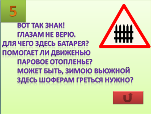 5
ВОТ ТАК ЗНАК!
ГЛАЗАМ НЕ ВЕРЮ.
ДЛЯ ЧЕГО ЗДЕСЬ БАТАРЕЯ?
ПОМОГАЕТ ЛИ ДВИЖЕНЬЮ
ПАРОВОЕ ОТОПЛЕНЬЕ?
МОЖЕТ БЫТЬ, ЗИМОЮ ВЬЮЖНОЙ
ЗДЕСЬ ШОФЕРАМ ГРЕТЬСЯ НУЖНО?